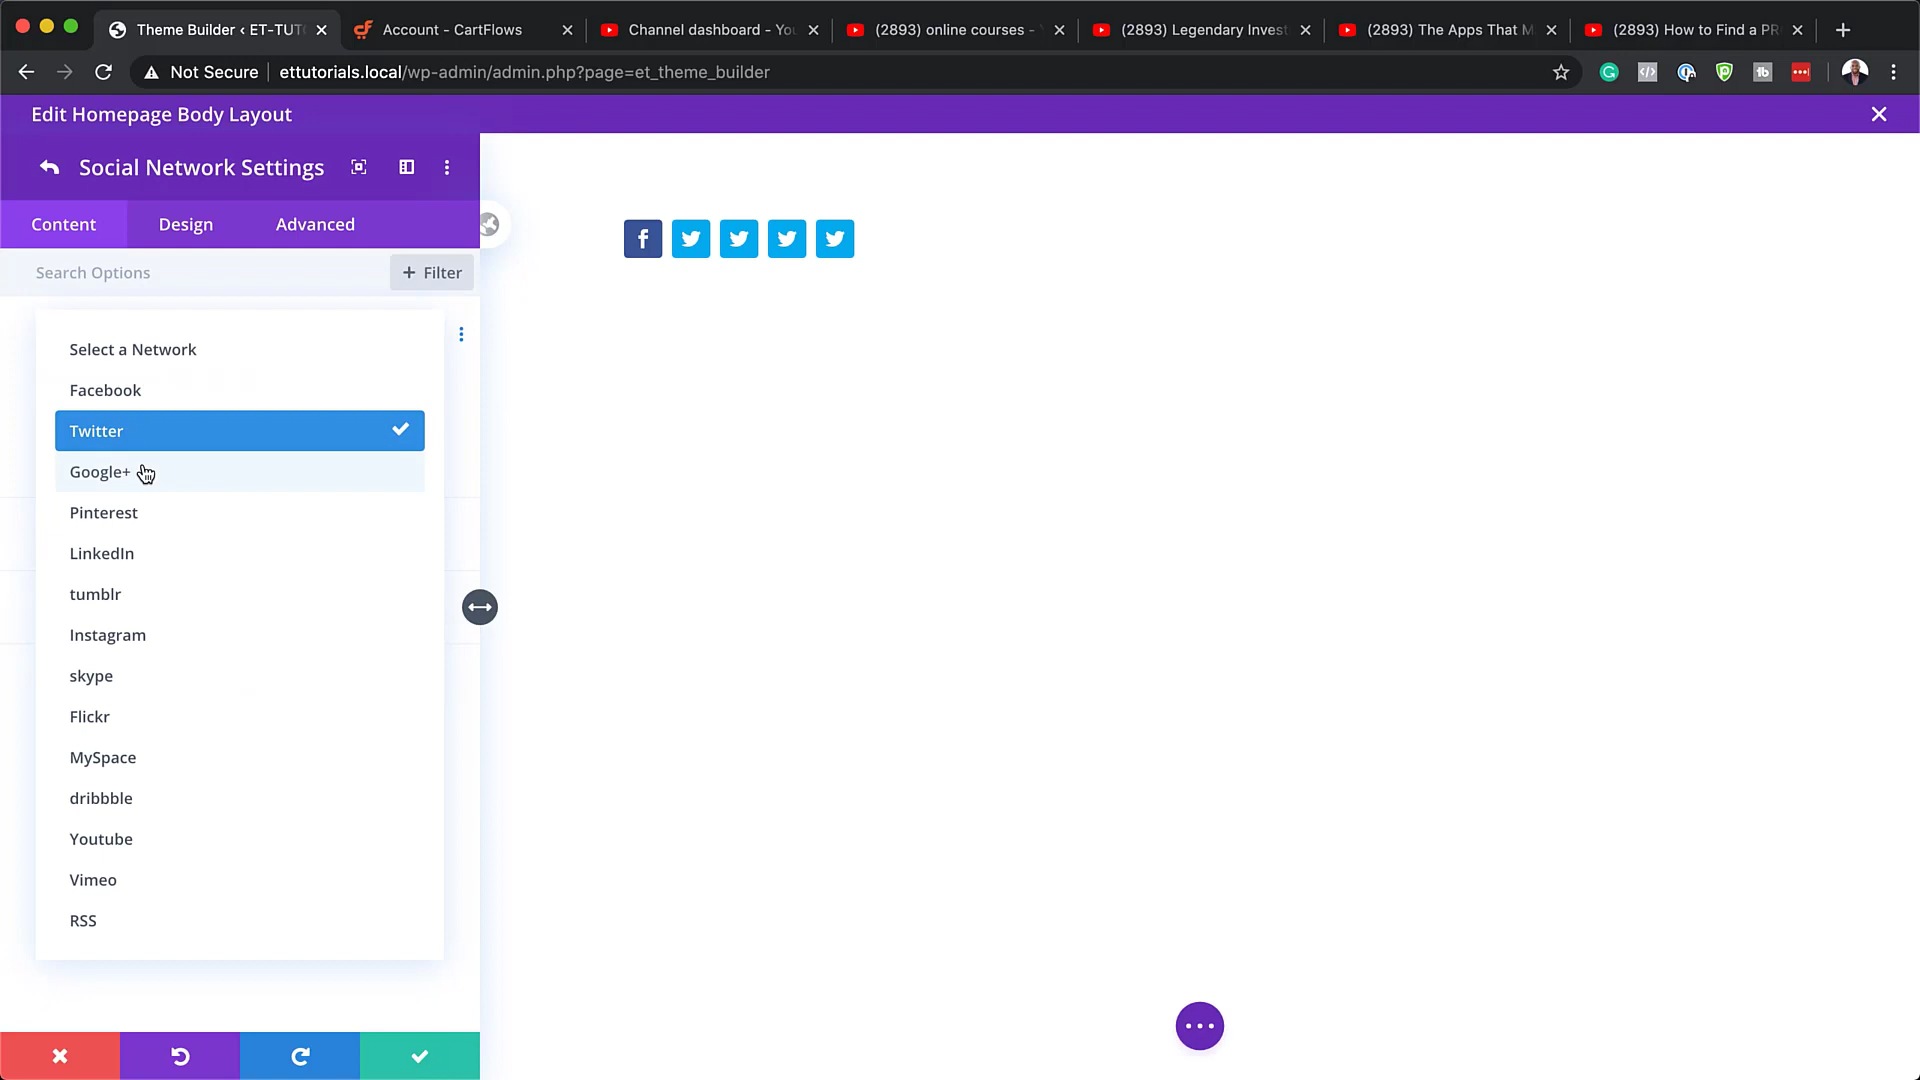 Theme Builder ‹ ET-TUT
Account - CartFlows
Channel dashboard - You
(2893) online courses - Y
(2893) Legendary Invest
(2893) The Apps That M
(2893) How to Find a PR
Not Secure
ettutorials.local/wp-admin/admin.php?page=et_theme_builder
Edit Homepage Body Layout
Social Network Settings
Content
Design
Advanced
Search Options
+ Filter
Select a Network
Facebook
Twitter
Google+
Pinterest
LinkedIn
tumblr
Instagram
skype
Flickr
MySpace
dribbble
Youtube
Vimeo
RSS